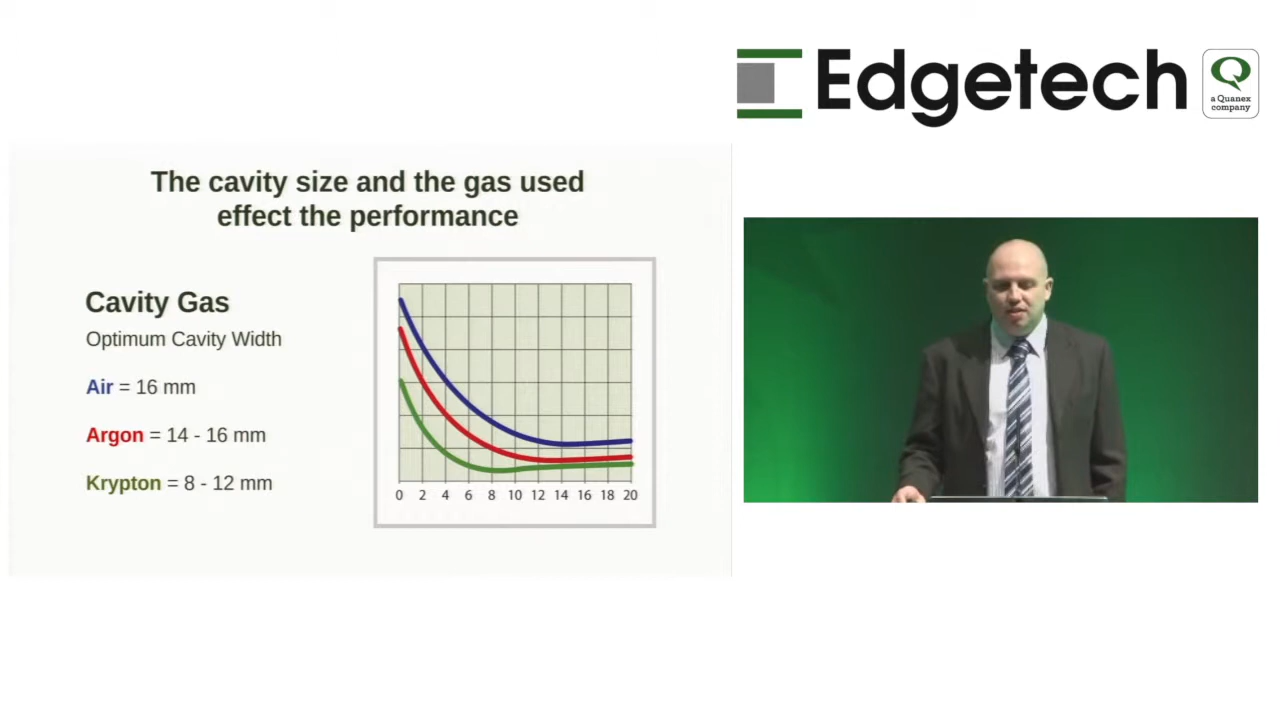 Edgetech
a Quanex
company
The cavity size and the gas used
effect the performance
Cavity Gas
Optimum Cavity Width
Air = 16 mm
Argon = 14 - 16 mm
Krypton = 8 - 12 mm
0 2 4 6 8 10 12 14 16 18 20